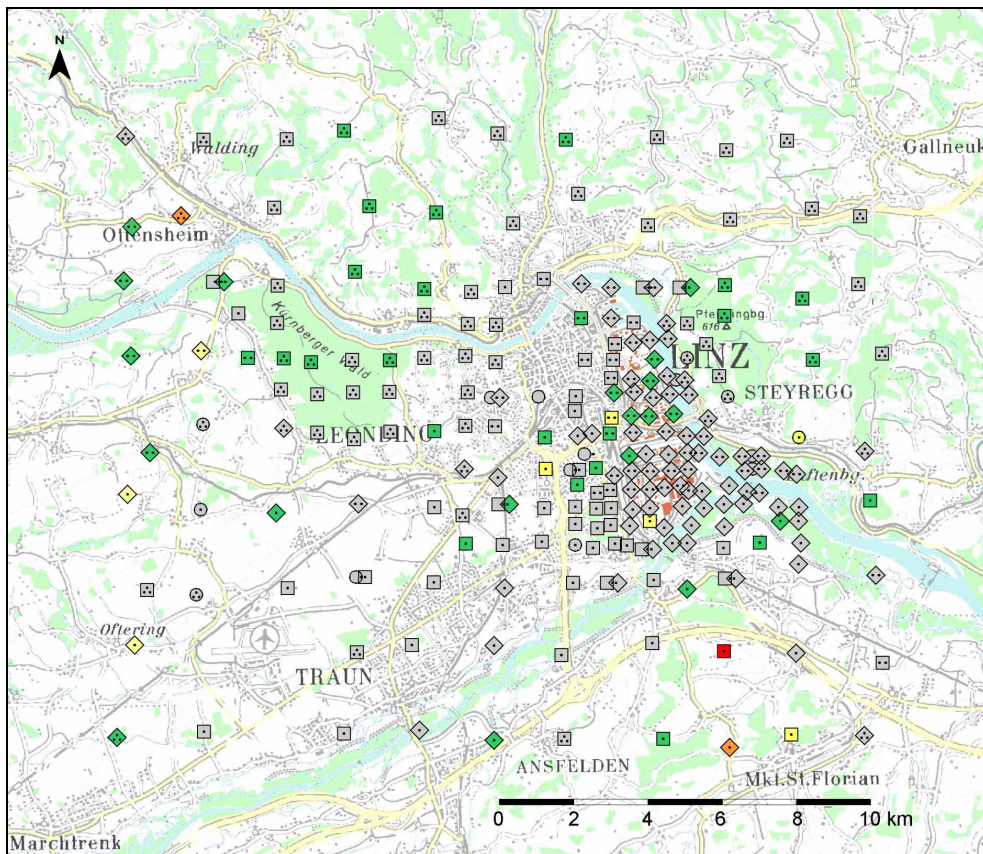 N
Walding
Gallneuk
Ottensheim
Kürnberger Wald
Pfenningbg.
616
LINZ
STEYREGG
LEONDING
Luftenbg.
Oftering
TRAUN
ANSFELDEN
Mkt.St.Florian
Marchtrenk
0 2 4 6 8 10 km